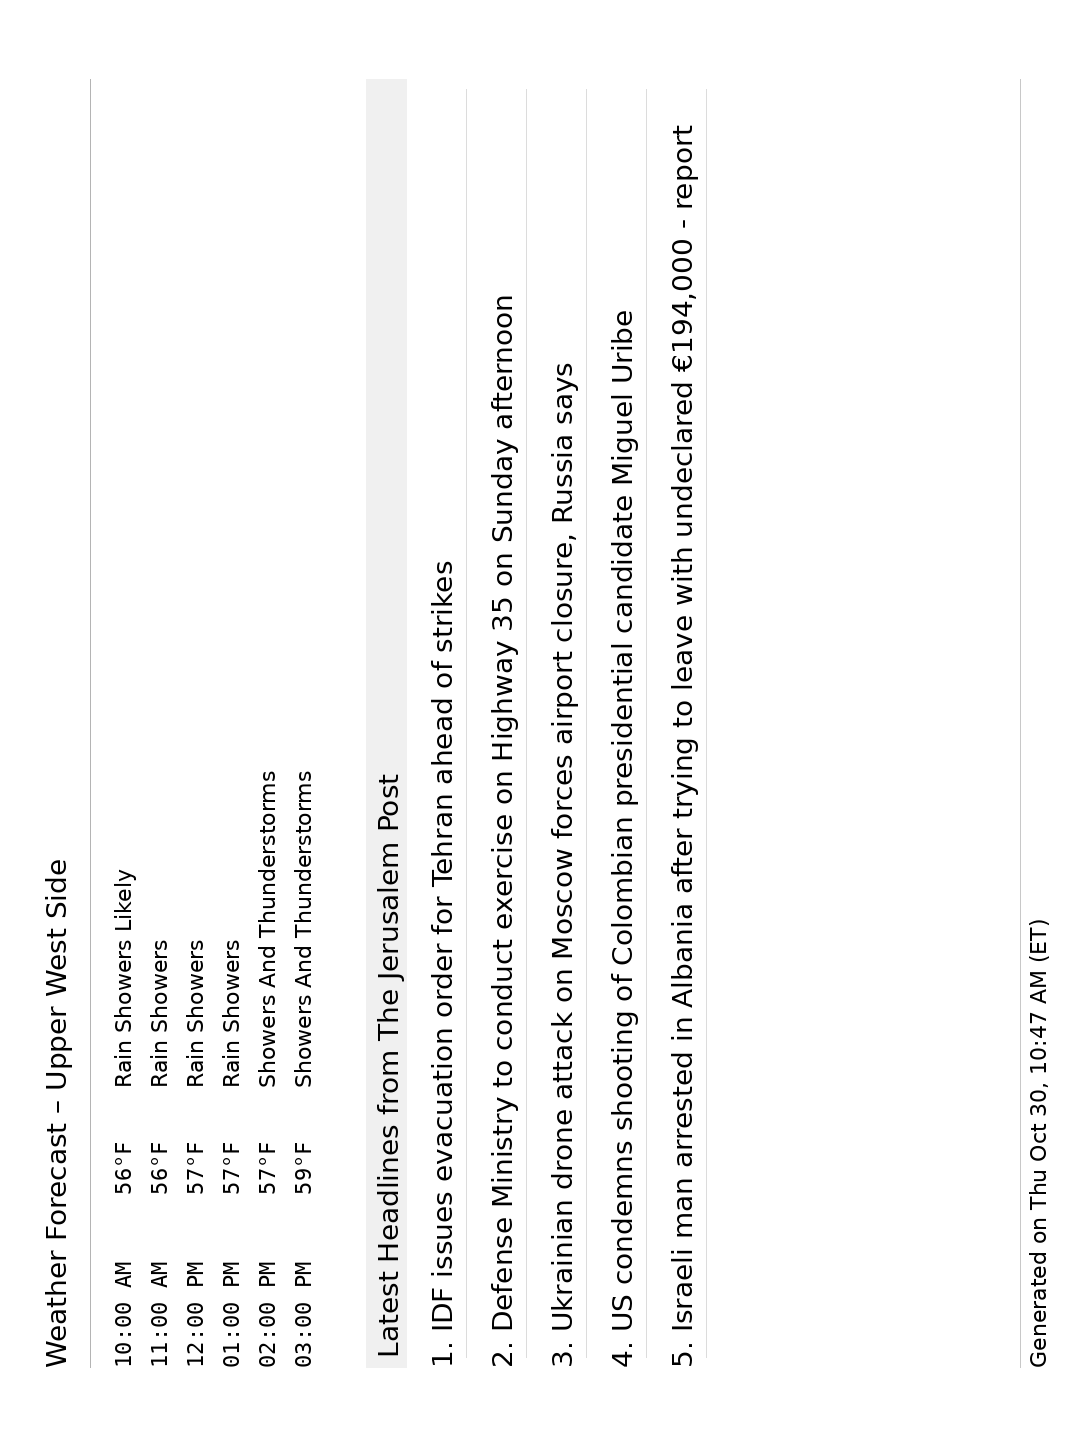 Weather Forecast – Upper West Side
10:00 AM 56°F Rain Showers Likely
11:00 AM 56°F Rain Showers
12:00 PM 57°F Rain Showers
01:00 PM 57°F Rain Showers
02:00 PM 57°F Showers And Thunderstorms
03:00 PM 59°F Showers And Thunderstorms
Latest Headlines from The Jerusalem Post
1. IDF issues evacuation order for Tehran ahead of strikes
2. Defense Ministry to conduct exercise on Highway 35 on Sunday afternoon
3. Ukrainian drone attack on Moscow forces airport closure, Russia says
4. US condemns shooting of Colombian presidential candidate Miguel Uribe
5. Israeli man arrested in Albania after trying to leave with undeclared €194,000 - report
Generated on Thu Oct 30, 10:47 AM (ET)